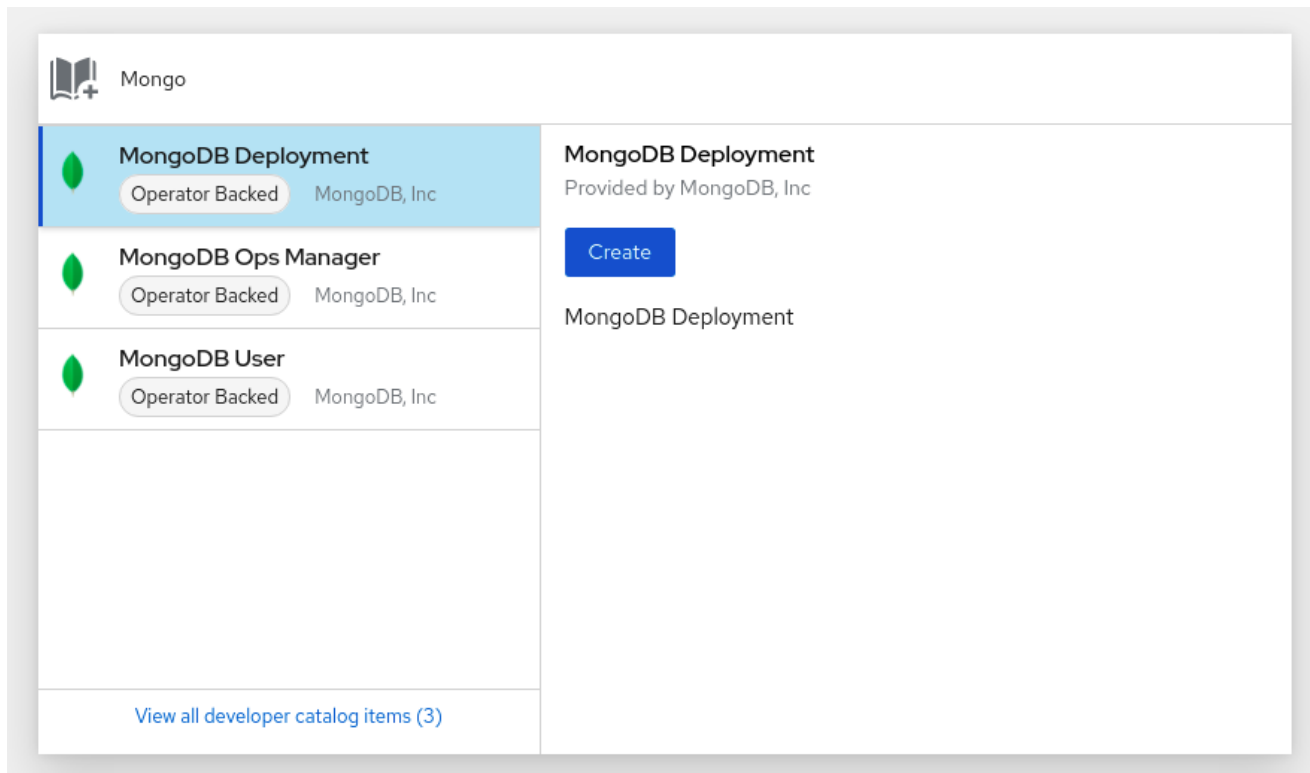 Mongo
MongoDB Deployment
Operator Backed MongoDB, Inc
MongoDB Ops Manager
Operator Backed MongoDB, Inc
MongoDB User
Operator Backed MongoDB, Inc
View all developer catalog items (3)
MongoDB Deployment
Provided by MongoDB, Inc
Create
MongoDB Deployment